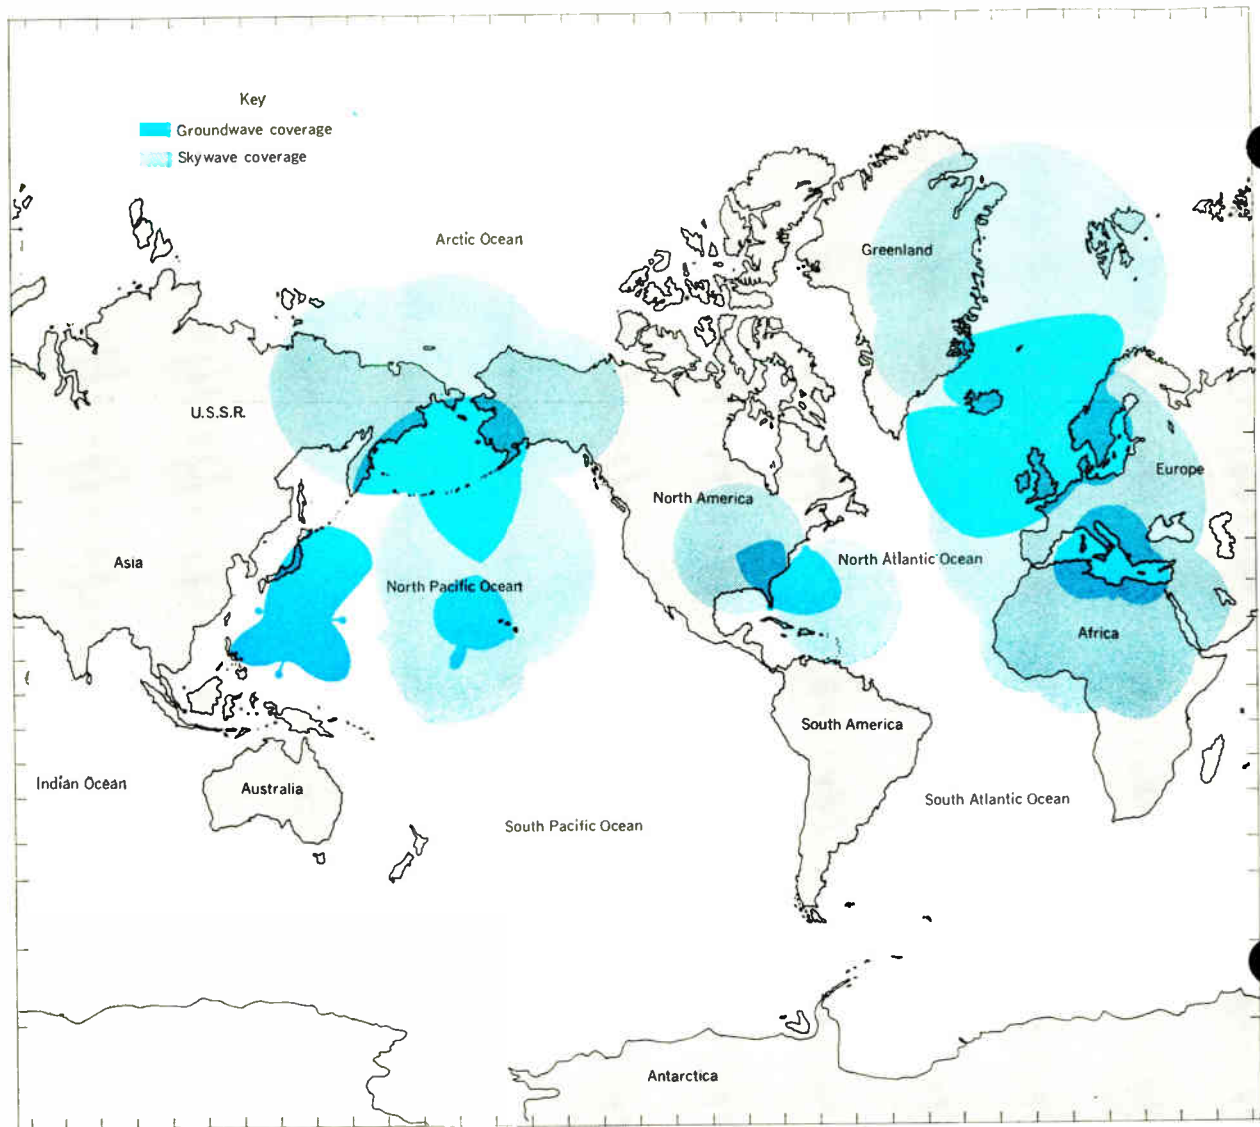 Key
Groundwave coverage
Skywave coverage
Arctic Ocean
Greenland
U.S.S.R.
Europe
North America
Asia
North Atlantic Ocean
North Pacific Ocean
Africa
South America
Indian Ocean
Australia
South Atlantic Ocean
South Pacific Ocean
Antarctica